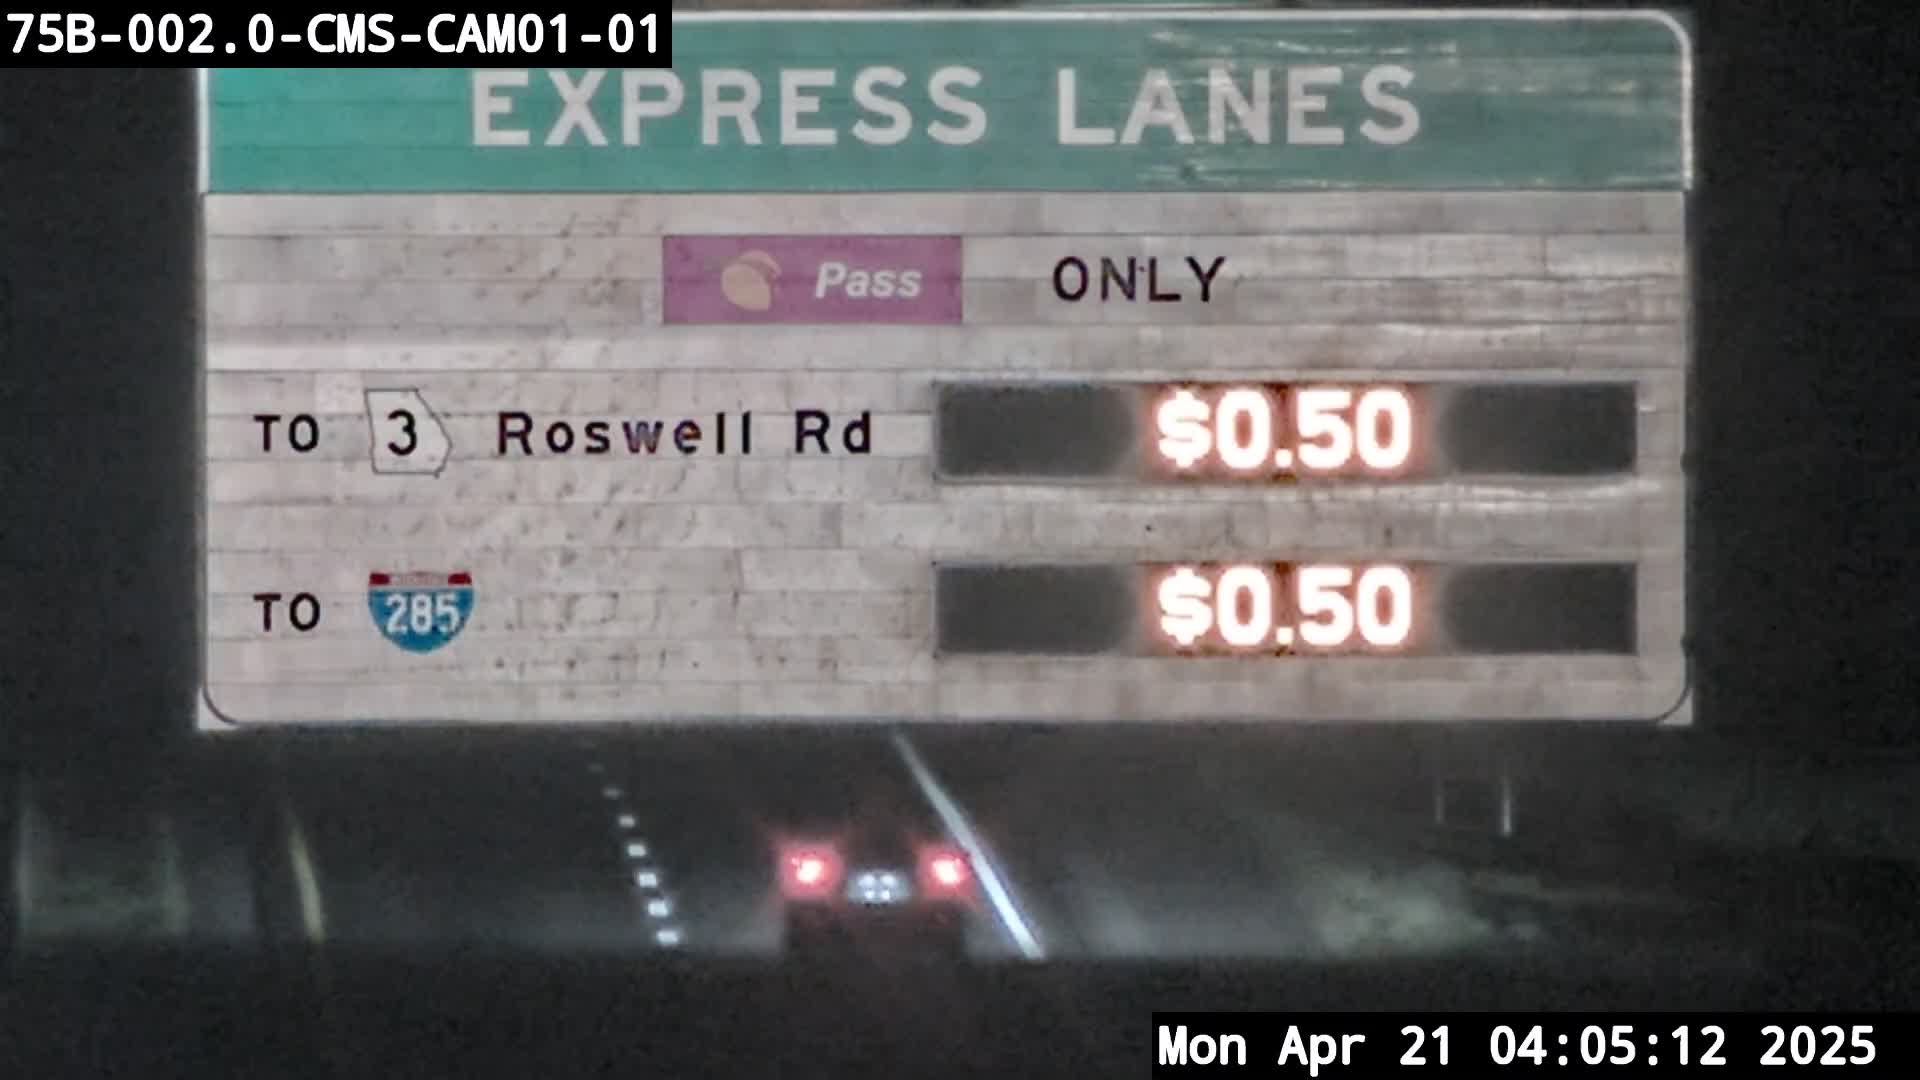 75B-002.0-CMS-CAM01-01
EXPRESS LANES
Pass ONLY
TO 3 Roswell Rd $0.50
TO 285 $0.50
Mon Apr 21 04:05:12 2025